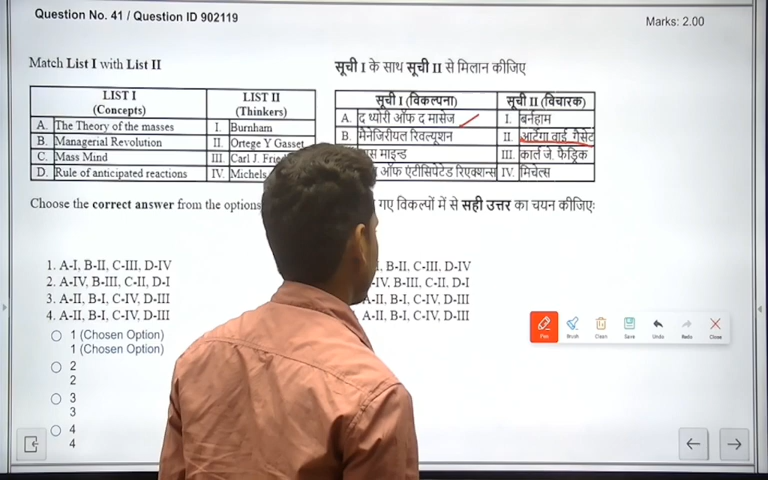 Question No. 41 / Question ID 902119
Marks: 2.00
Match List I with List II
LIST I
(Concepts)
LIST II
(Thinkers)
A. The Theory of the masses I. Burnham
B. Managerial Revolution II. Ortege Y Gasset
C. Mass Mind III. Carl J.
D. Rule of anticipated reactions IV. Michels
Choose the correct answer from the options
1. A-I, B-II, C-III, D-IV
2. A-IV, B-III, C-II, D-I
3. A-II, B-I, C-IV, D-III
4. A-II, B-I, C-IV, D-III
1 (Chosen Option)
1 (Chosen Option)
2
2
3
3
4
4
सूची I के साथ सूची II से मिलान कीजिए
सूची I (विकल्पना) सूची II (विचारक)
A. द थ्योरी ऑफ द मासेज I. बर्नहाम
B. मैनेजिरीयल रिवल्यूशन II. आर्टेगा वाई गैसेट
माइन्ड III. कार्ल जे. फ्रेड्रिक
ऑफ एंटीसिपेटेड रिएक्शन्स IV. मिचेल्स
गए विकल्पों में से सही उत्तर का चयन कीजिएः
B-II, C-III, D-IV
B-III, C-II, D-I
A-II, B-I, C-IV, D-III
A-II, B-I, C-IV, D-III
Pen Brush Clean Save Undo Redo Close